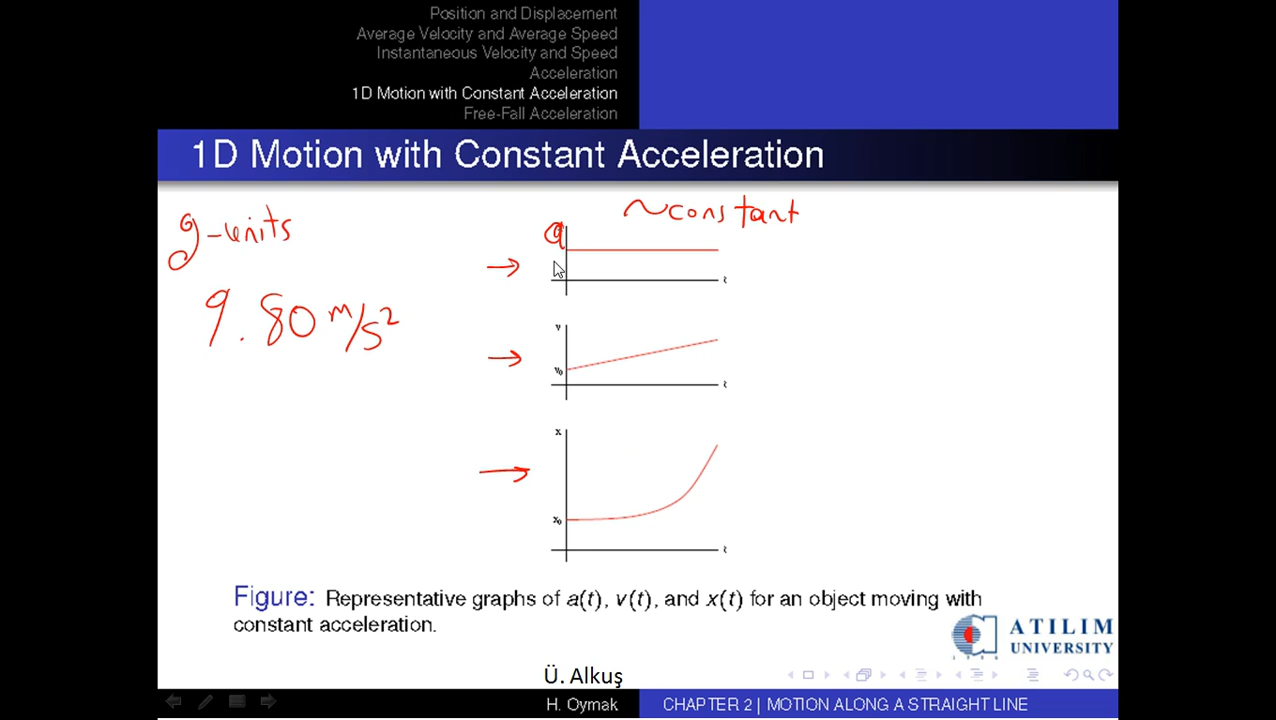 Position and Displacement
Average Velocity and Average Speed
Instantaneous Velocity and Speed
Acceleration
1D Motion with Constant Acceleration
Free-Fall Acceleration
1D Motion with Constant Acceleration
g-units
9.80 m/s²
~constant
a
t
v
v₀
t
x
x₀
t
Figure: Representative graphs of a(t), v(t), and x(t) for an object moving with
constant acceleration.
ATILIM
UNIVERSITY
Ü. Alkuş
H. Oymak
CHAPTER 2 | MOTION ALONG A STRAIGHT LINE